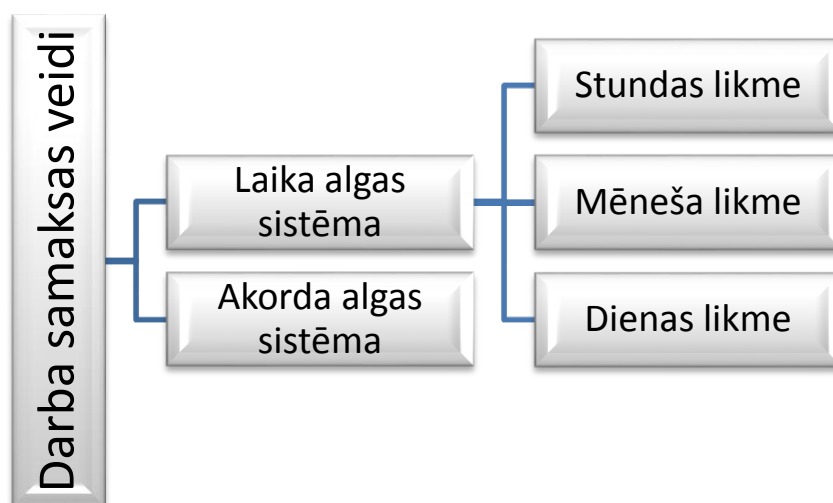 Darba samaksas veidi
Laika algas
sistēma
Akorda algas
sistēma
Stundas likme
Mēneša likme
Dienas likme